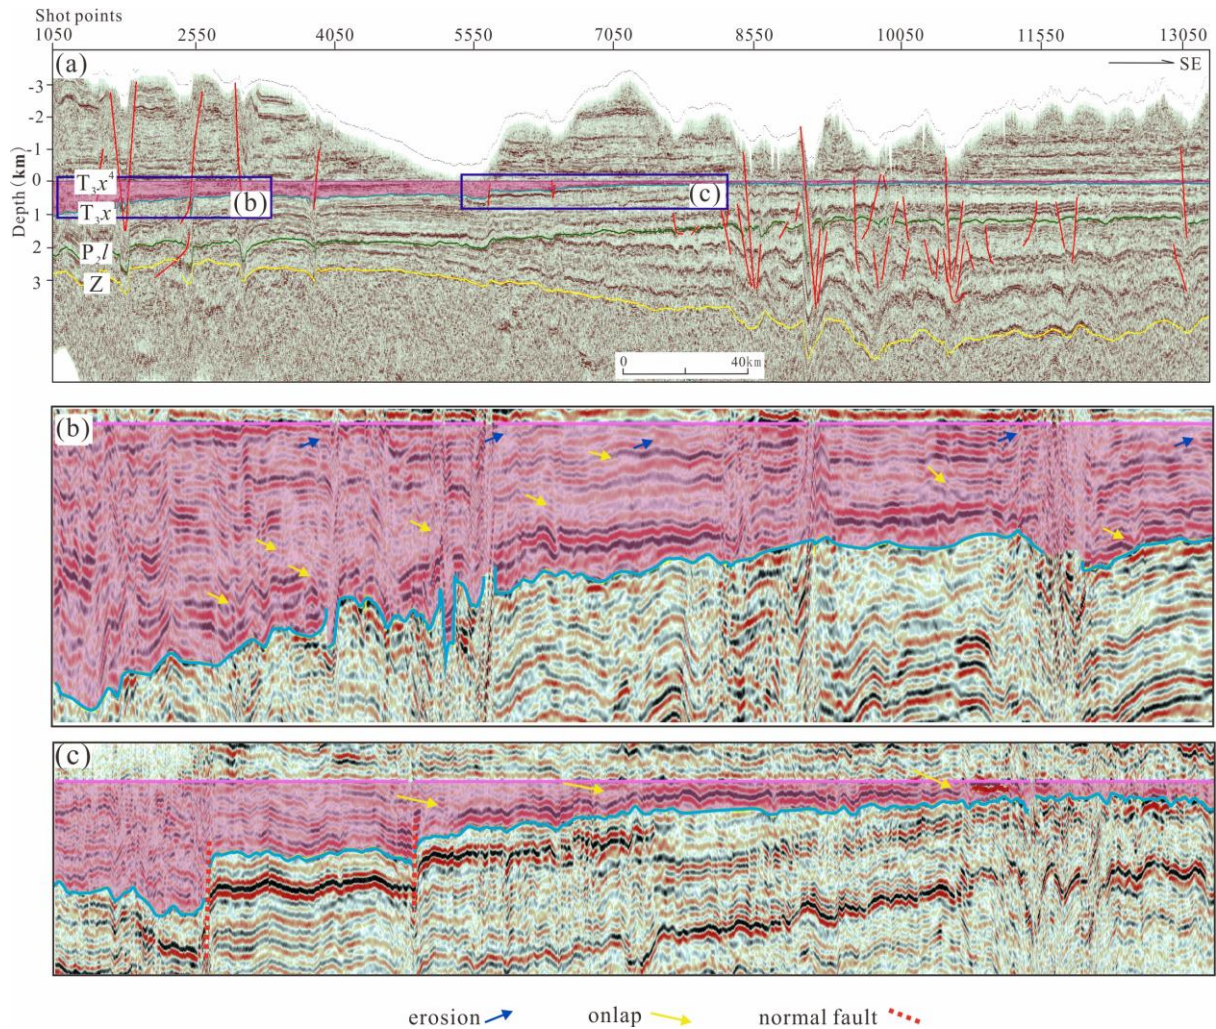 Shot points
1050 2550 4050 5550 7050 8550 10050 11550 13050
(a)
SE
Depth (km)
-3
-2
-1
0
1
2
3
T₃x⁴
T₃x
P₂l
Z
(b)
(c)
0 40km
(b)
(c)
erosion onlap normal fault